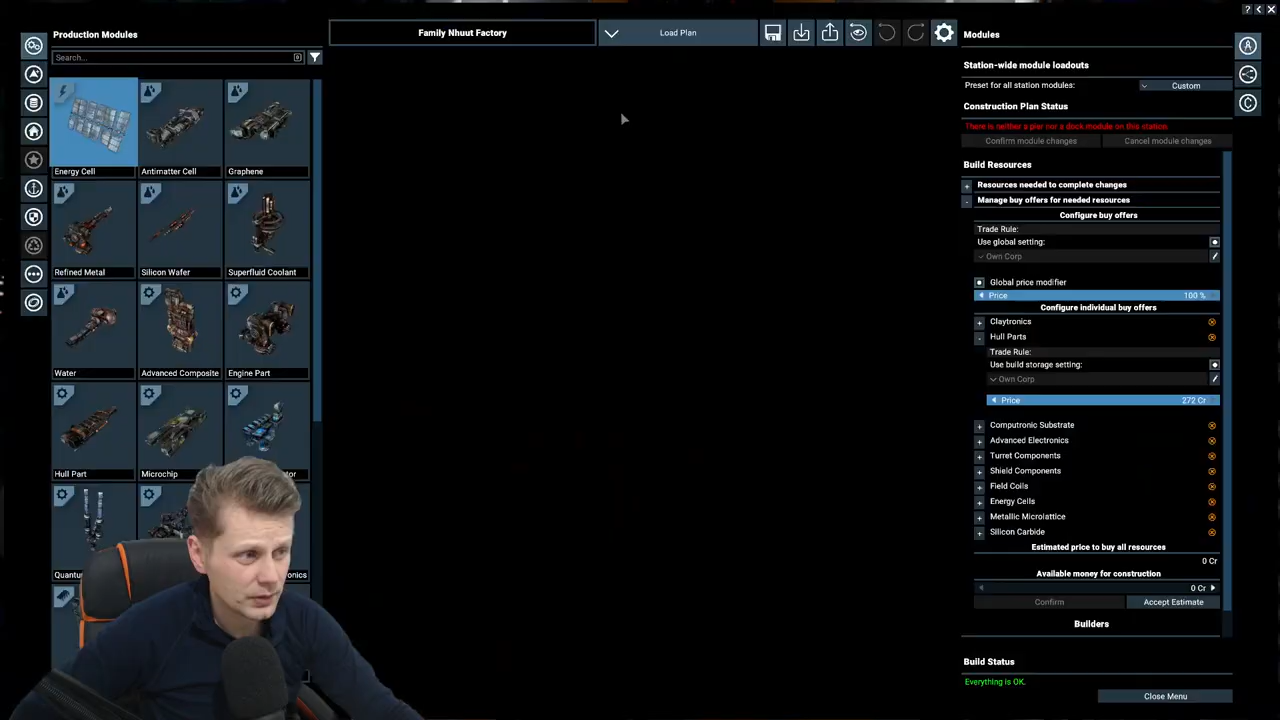 Production Modules
Search...
Energy Cell
Antimatter Cell
Graphene
Refined Metal
Silicon Wafer
Superfluid Coolant
Water
Advanced Composite
Engine Part
Hull Part
Microchip
Family Nhuut Factory
Load Plan
?
Modules
Station-wide module loadouts
Preset for all station modules:
Custom
Construction Plan Status
There is neither a pier nor a dock module on this station.
Confirm module changes
Cancel module changes
Build Resources
+ Resources needed to complete changes
- Manage buy offers for needed resources
Configure buy offers
Trade Rule:
Use global setting:
Own Corp
Global price modifier
Price 100 %
Configure individual buy offers
+ Claytronics
- Hull Parts
Trade Rule:
Use build storage setting:
Own Corp
Price 272 Cr
+ Computronic Substrate
+ Advanced Electronics
+ Turret Components
+ Shield Components
+ Field Coils
+ Energy Cells
+ Metallic Microlattice
+ Silicon Carbide
Estimated price to buy all resources
0 Cr
Available money for construction
0 Cr
Confirm
Accept Estimate
Builders
Build Status
Everything is OK.
Close Menu